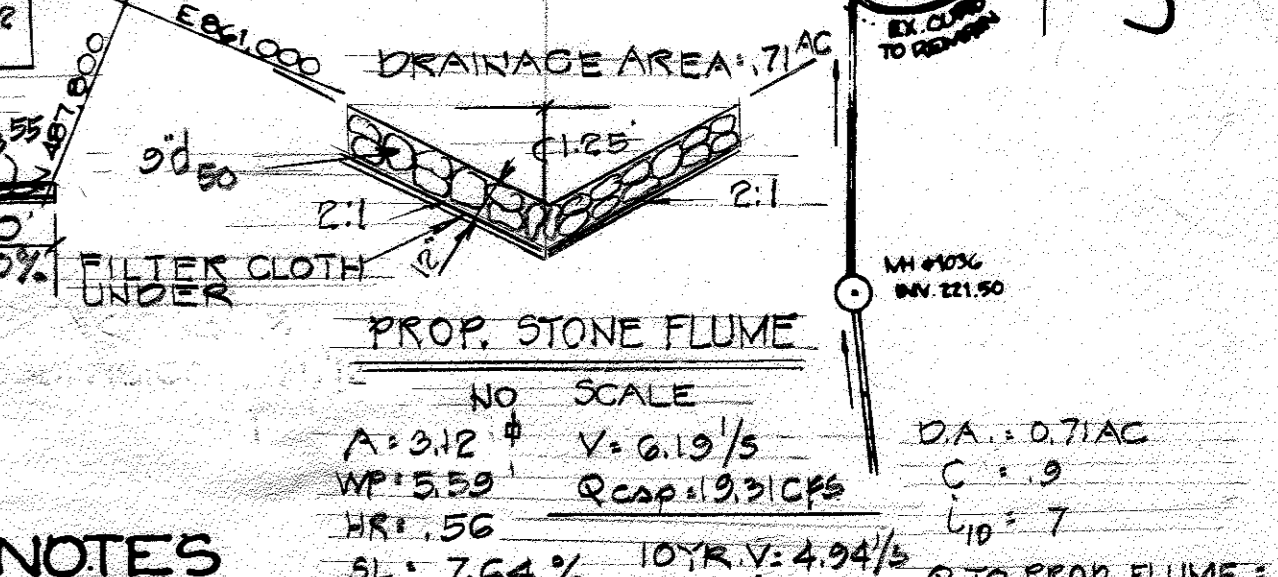 E 861,000
487,800
.55
DRAINAGE AREA: .71 AC
EX. CURB
TO REMAIN
9" d50
₵ 1.25'
2:1
2:1
12"
FILTER CLOTH
UNDER
MH #1036
INV. 221.50
PROP. STONE FLUME
NO SCALE
A = 3.12
V = 6.19'/S
WP = 5.59'
Qcap = 19.31 CFS
HR = .56
SL = 7.64 %
10 YR. V = 4.94'/S
D.A. = 0.71 AC
C = .9
i10 = 7
Q TO PROP. FLUME =
NOTES